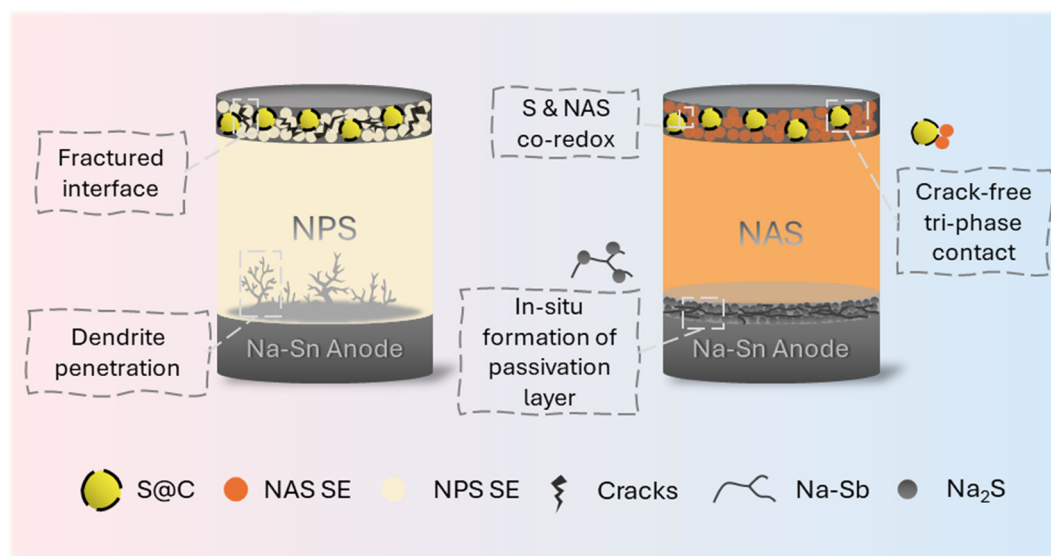 Fractured
interface
NPS
Dendrite
penetration
Na-Sn Anode
S & NAS
co-redox
NAS
Crack-free
tri-phase
contact
In-situ
formation of
passivation
layer
Na-Sn Anode
S@C
NAS SE
NPS SE
Cracks
Na-Sb
Na₂S